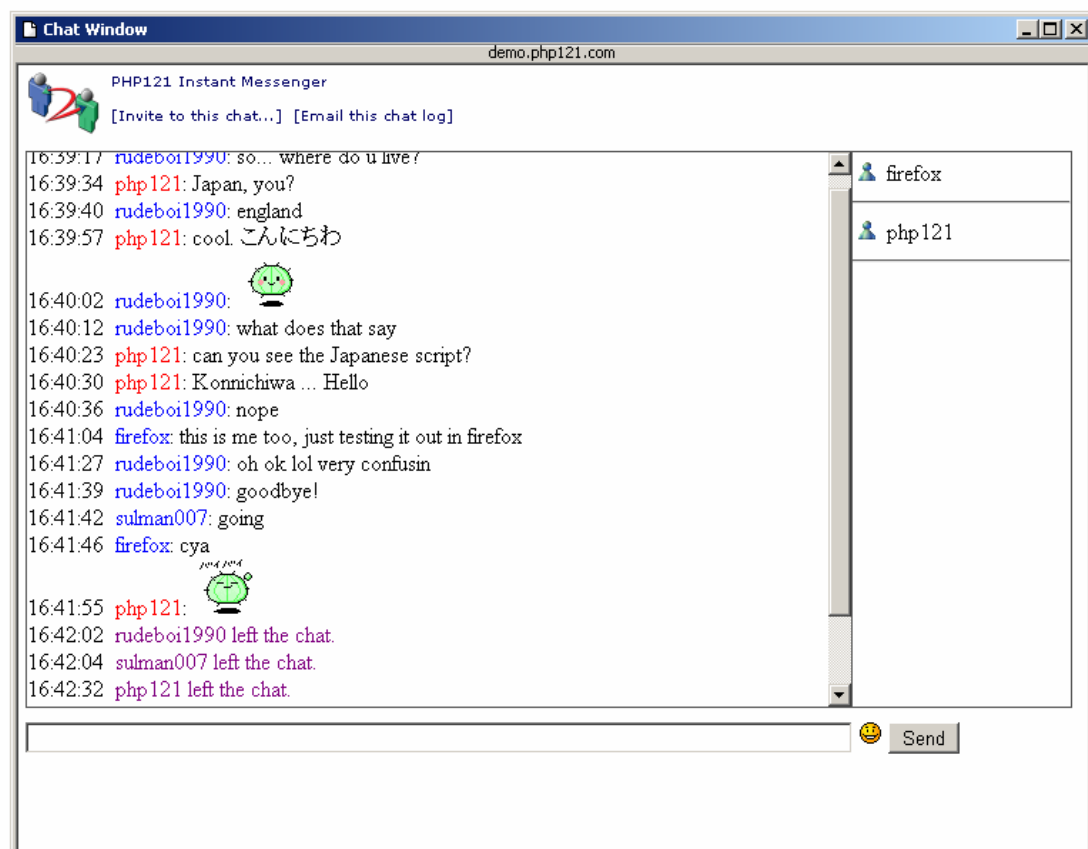 Chat Window
demo.php121.com
PHP121 Instant Messenger
[Invite to this chat...] [Email this chat log]
16:39:17 rudeboi1990: so... where do u live?
16:39:34 php121: Japan, you?
16:39:40 rudeboi1990: england
16:39:57 php121: cool. こんにちわ
16:40:02 rudeboi1990:
16:40:12 rudeboi1990: what does that say
16:40:23 php121: can you see the Japanese script?
16:40:30 php121: Konnichiwa ... Hello
16:40:36 rudeboi1990: nope
16:41:04 firefox: this is me too, just testing it out in firefox
16:41:27 rudeboi1990: oh ok lol very confusin
16:41:39 rudeboi1990: goodbye!
16:41:42 sulman007: going
16:41:46 firefox: cya
16:41:55 php121:
16:42:02 rudeboi1990 left the chat.
16:42:04 sulman007 left the chat.
16:42:32 php121 left the chat.
firefox
php121
Send